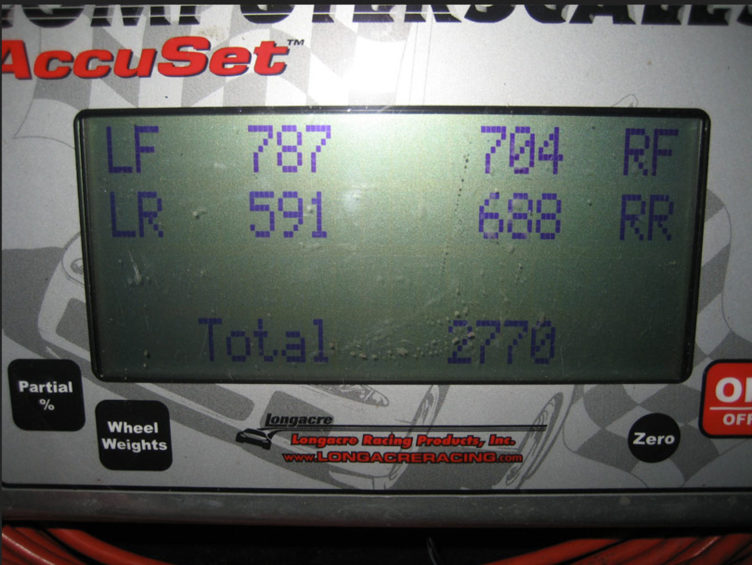 COMPUTERSCALES
AccuSet™
LF 787 704 RF
LR 591 688 RR
Total 2770
Partial
%
Wheel
Weights
Longacre
Longacre Racing Products, Inc.
www.LONGACRERACING.com
Zero
OFF